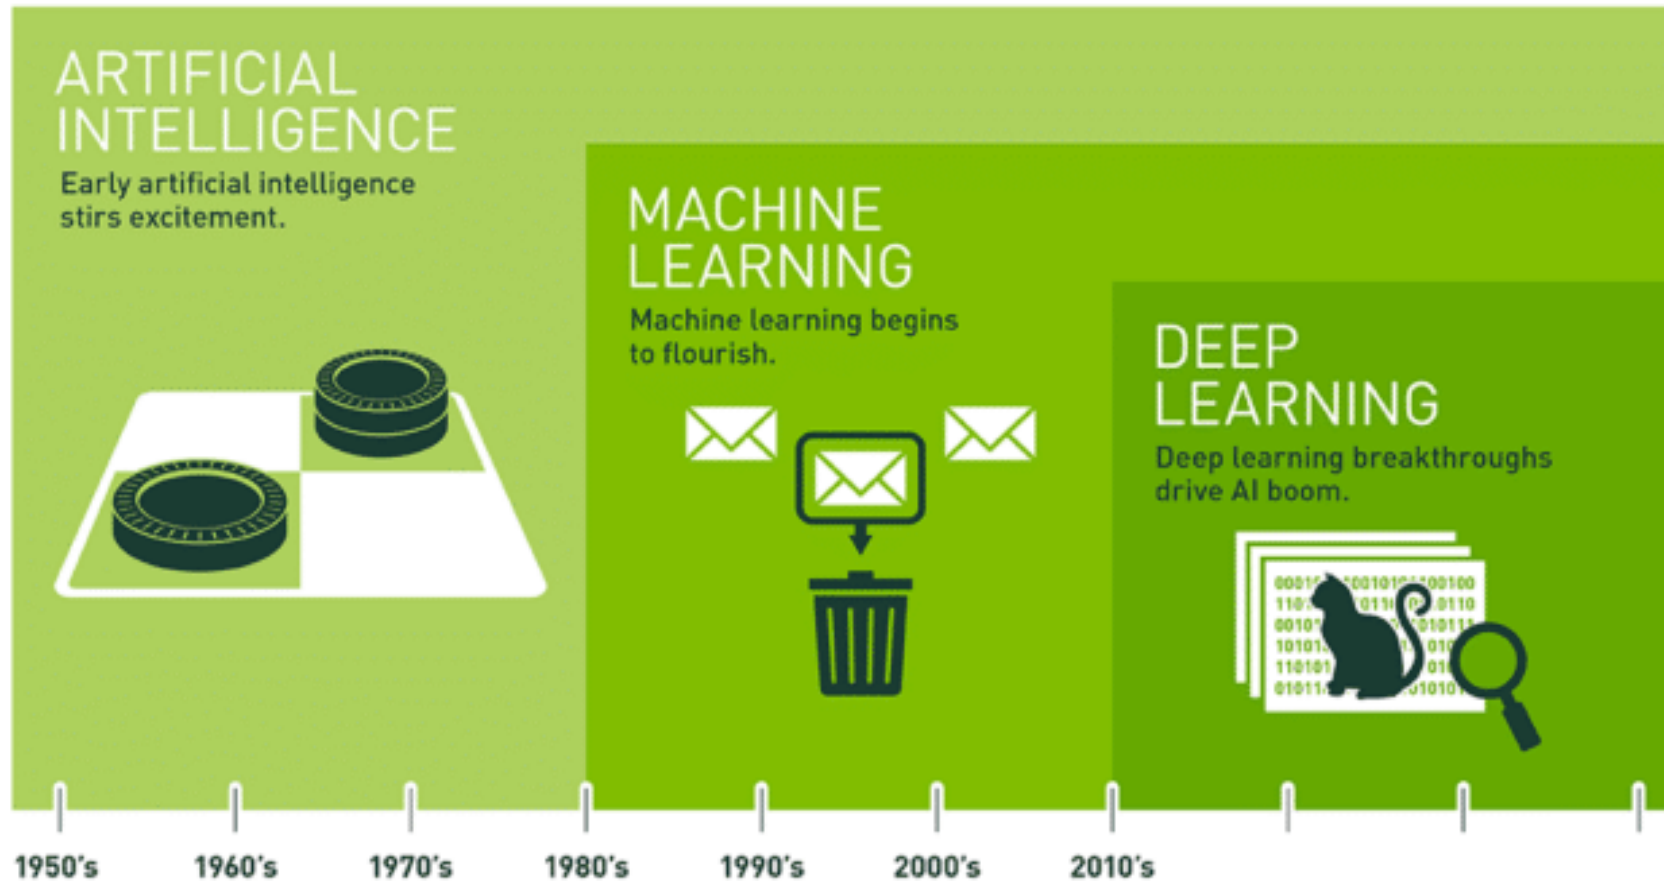 ARTIFICIAL
INTELLIGENCE
Early artificial intelligence
stirs excitement.
MACHINE
LEARNING
Machine learning begins
to flourish.
DEEP
LEARNING
Deep learning breakthroughs
drive AI boom.
1950's
1960's
1970's
1980's
1990's
2000's
2010's